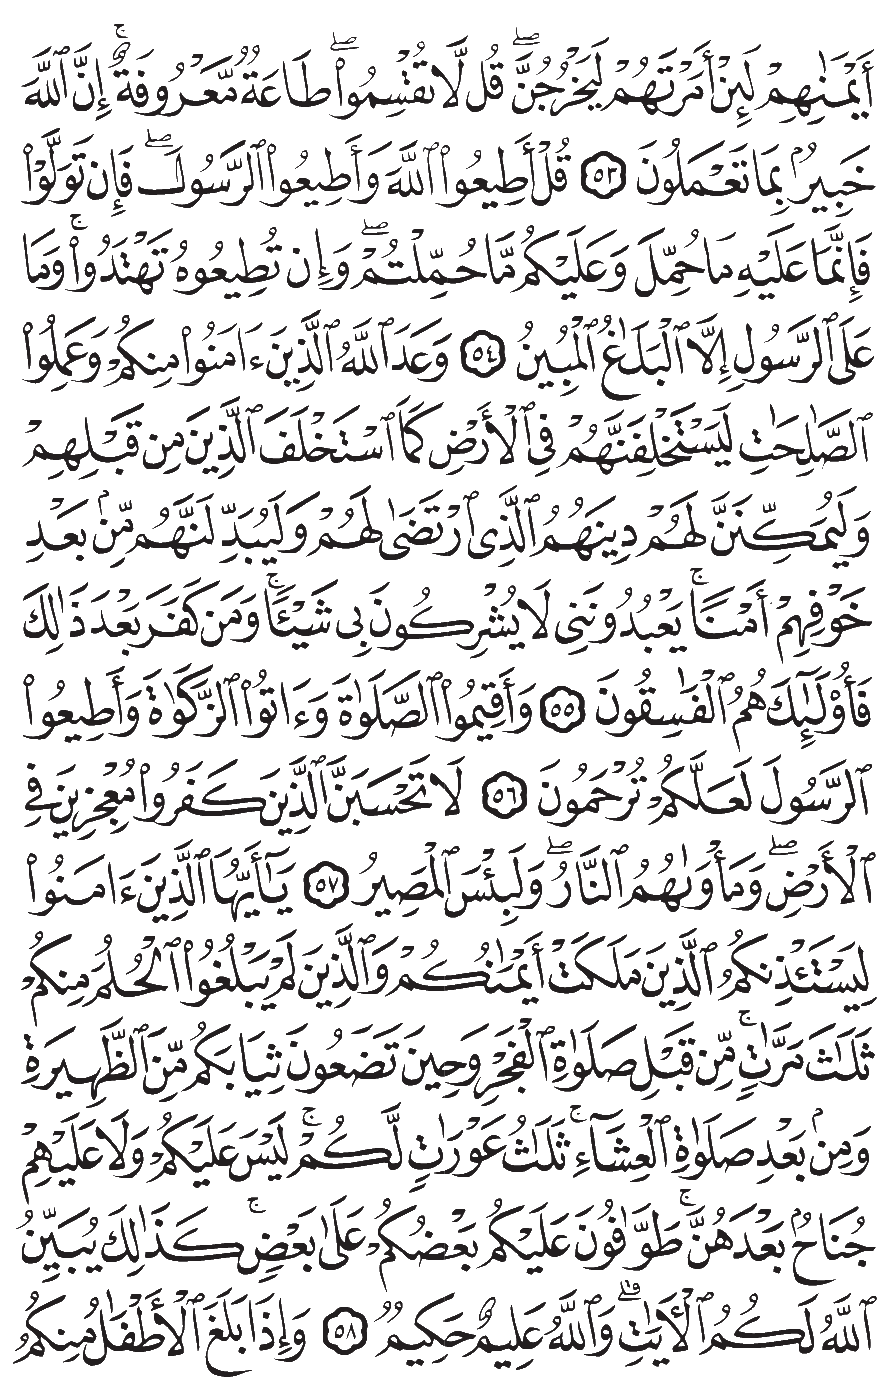 أَيْمَٰنِهِمْ لَئِنْ أَمَرْتَهُمْ لَيَخْرُجُنَّ ۖ قُل لَّا تُقْسِمُوا۟ ۖ طَاعَةٌ مَّعْرُوفَةٌ ۚ إِنَّ ٱللَّهَ
خَبِيرٌۢ بِمَا تَعْمَلُونَ ٥٣ قُلْ أَطِيعُوا۟ ٱللَّهَ وَأَطِيعُوا۟ ٱلرَّسُولَ ۖ فَإِن تَوَلَّوْا۟
فَإِنَّمَا عَلَيْهِ مَا حُمِّلَ وَعَلَيْكُم مَّا حُمِّلْتُمْ ۖ وَإِن تُطِيعُوهُ تَهْتَدُوا۟ ۚ وَمَا
عَلَى ٱلرَّسُولِ إِلَّا ٱلْبَلَٰغُ ٱلْمُبِينُ ٥٤ وَعَدَ ٱللَّهُ ٱلَّذِينَ ءَامَنُوا۟ مِنكُمْ وَعَمِلُوا۟
ٱلصَّٰلِحَٰتِ لَيَسْتَخْلِفَنَّهُمْ فِى ٱلْأَرْضِ كَمَا ٱسْتَخْلَفَ ٱلَّذِينَ مِن قَبْلِهِمْ
وَلَيُمَكِّنَنَّ لَهُمْ دِينَهُمُ ٱلَّذِى ٱرْتَضَىٰ لَهُمْ وَلَيُبَدِّلَنَّهُم مِّنۢ بَعْدِ
خَوْفِهِمْ أَمْنًا ۚ يَعْبُدُونَنِى لَا يُشْرِكُونَ بِى شَيْـًٔا ۚ وَمَن كَفَرَ بَعْدَ ذَٰلِكَ
فَأُو۟لَٰٓئِكَ هُمُ ٱلْفَٰسِقُونَ ٥٥ وَأَقِيمُوا۟ ٱلصَّلَوٰةَ وَءَاتُوا۟ ٱلزَّكَوٰةَ وَأَطِيعُوا۟
ٱلرَّسُولَ لَعَلَّكُمْ تُرْحَمُونَ ٥٦ لَا تَحْسَبَنَّ ٱلَّذِينَ كَفَرُوا۟ مُعْجِزِينَ فِى
ٱلْأَرْضِ ۖ وَمَأْوَىٰهُمُ ٱلنَّارُ ۖ وَلَبِئْسَ ٱلْمَصِيرُ ٥٧ يَٰٓأَيُّهَا ٱلَّذِينَ ءَامَنُوا۟
لِيَسْتَـْٔذِنكُمُ ٱلَّذِينَ مَلَكَتْ أَيْمَٰنُكُمْ وَٱلَّذِينَ لَمْ يَبْلُغُوا۟ ٱلْحُلُمَ مِنكُمْ
ثَلَٰثَ مَرَّٰتٍ ۚ مِّن قَبْلِ صَلَوٰةِ ٱلْفَجْرِ وَحِينَ تَضَعُونَ ثِيَابَكُم مِّنَ ٱلظَّهِيرَةِ
وَمِنۢ بَعْدِ صَلَوٰةِ ٱلْعِشَآءِ ۚ ثَلَٰثُ عَوْرَٰتٍ لَّكُمْ ۚ لَيْسَ عَلَيْكُمْ وَلَا عَلَيْهِمْ
جُنَاحٌۢ بَعْدَهُنَّ ۚ طَوَّٰفُونَ عَلَيْكُم بَعْضُكُمْ عَلَىٰ بَعْضٍ ۚ كَذَٰلِكَ يُبَيِّنُ
ٱللَّهُ لَكُمُ ٱلْـَٔايَٰتِ ۗ وَٱللَّهُ عَلِيمٌ حَكِيمٌ ٥٨ وَإِذَا بَلَغَ ٱلْأَطْفَٰلُ مِنكُمُ